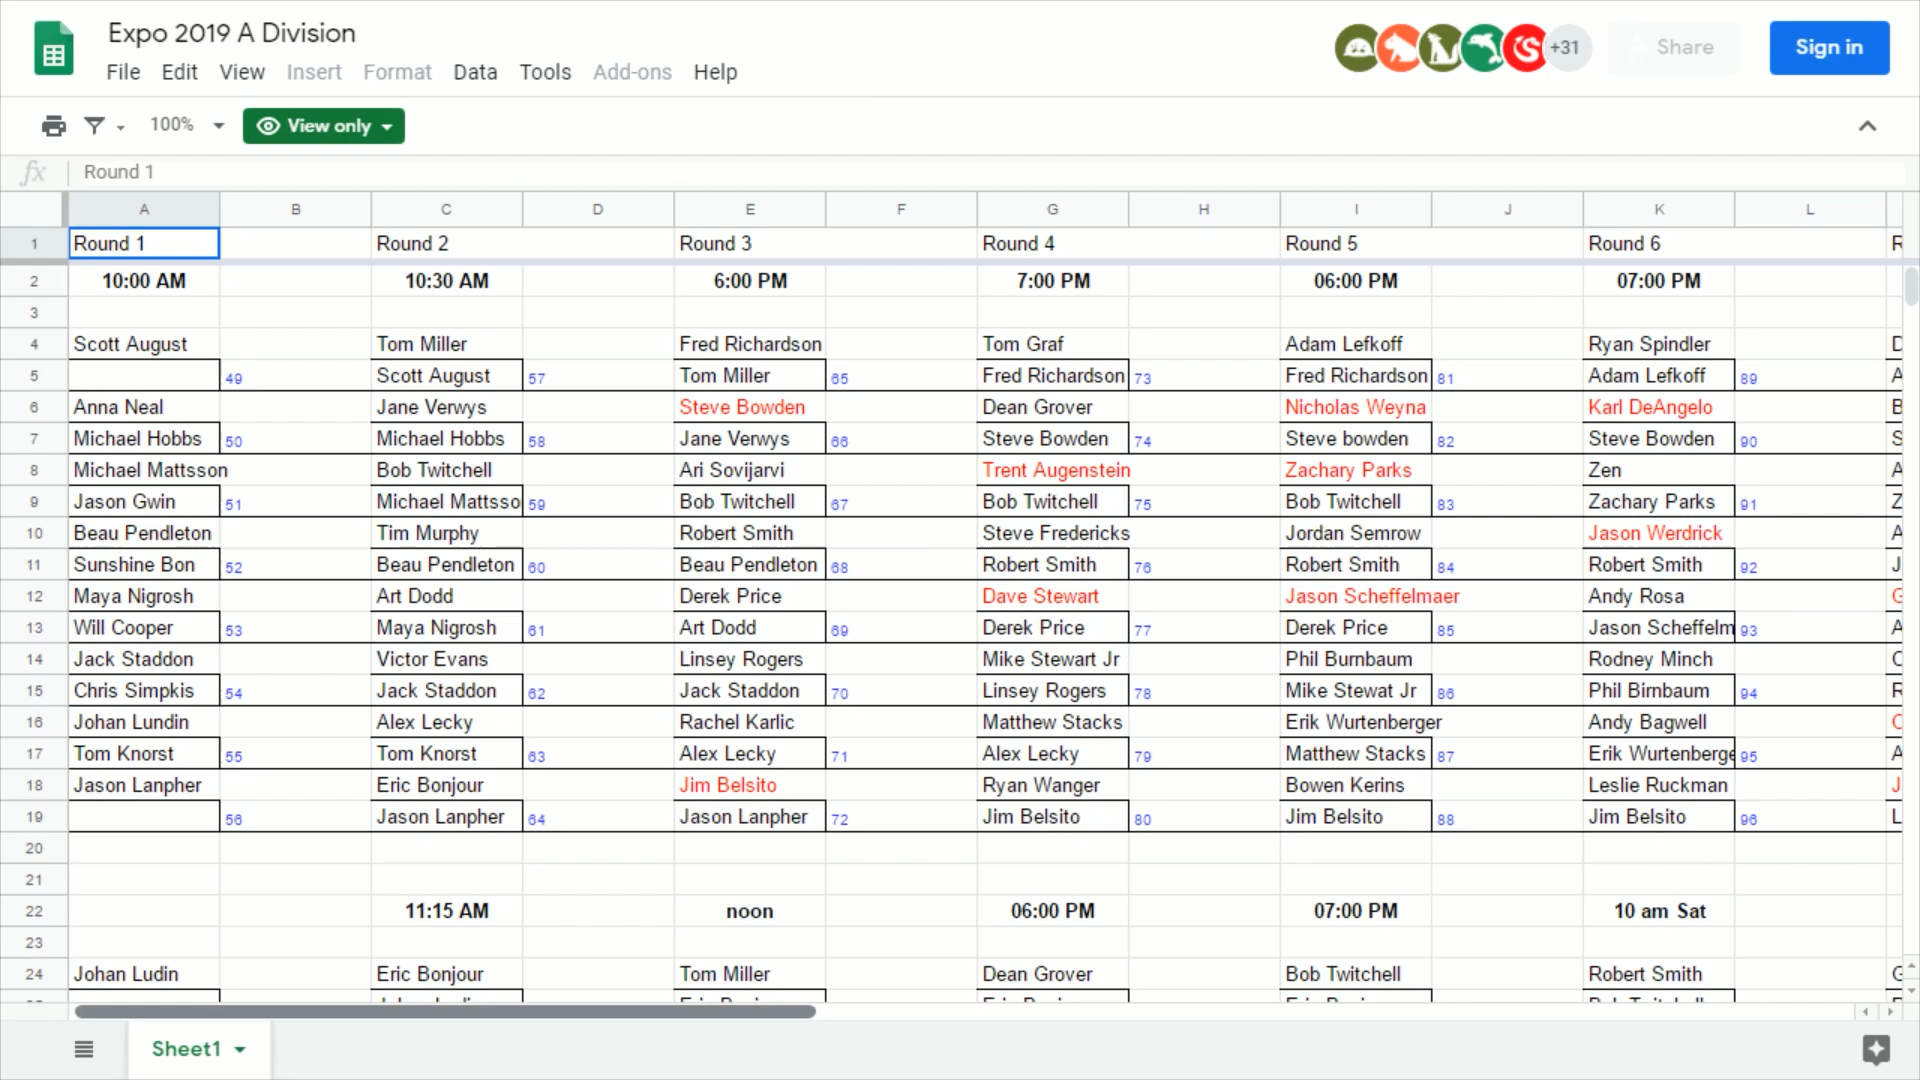 Expo 2019 A Division
File Edit View Insert Format Data Tools Add-ons Help
+31 Share Sign in
100% View only
fx Round 1
A B C D E F G H I J K L
1 Round 1 Round 2 Round 3 Round 4 Round 5 Round 6
2 10:00 AM 10:30 AM 6:00 PM 7:00 PM 06:00 PM 07:00 PM
3
4 Scott August Tom Miller Fred Richardson Tom Graf Adam Lefkoff Ryan Spindler
5 49 Scott August 57 Tom Miller 65 Fred Richardson 73 Fred Richardson 81 Adam Lefkoff 89
6 Anna Neal Jane Verwys Steve Bowden Dean Grover Nicholas Weyna Karl DeAngelo
7 Michael Hobbs 50 Michael Hobbs 58 Jane Verwys 66 Steve Bowden 74 Steve bowden 82 Steve Bowden 90
8 Michael Mattsson Bob Twitchell Ari Sovijarvi Trent Augenstein Zachary Parks Zen
9 Jason Gwin 51 Michael Mattsso 59 Bob Twitchell 67 Bob Twitchell 75 Bob Twitchell 83 Zachary Parks 91
10 Beau Pendleton Tim Murphy Robert Smith Steve Fredericks Jordan Semrow Jason Werdrick
11 Sunshine Bon 52 Beau Pendleton 60 Beau Pendleton 68 Robert Smith 76 Robert Smith 84 Robert Smith 92
12 Maya Nigrosh Art Dodd Derek Price Dave Stewart Jason Scheffelmaer Andy Rosa
13 Will Cooper 53 Maya Nigrosh 61 Art Dodd 69 Derek Price 77 Derek Price 85 Jason Scheffelm 93
14 Jack Staddon Victor Evans Linsey Rogers Mike Stewart Jr Phil Burnbaum Rodney Minch
15 Chris Simpkis 54 Jack Staddon 62 Jack Staddon 70 Linsey Rogers 78 Mike Stewat Jr 86 Phil Birnbaum 94
16 Johan Lundin Alex Lecky Rachel Karlic Matthew Stacks Erik Wurtenberger Andy Bagwell
17 Tom Knorst 55 Tom Knorst 63 Alex Lecky 71 Alex Lecky 79 Matthew Stacks 87 Erik Wurtenberge 95
18 Jason Lanpher Eric Bonjour Jim Belsito Ryan Wanger Bowen Kerins Leslie Ruckman
19 56 Jason Lanpher 64 Jason Lanpher 72 Jim Belsito 80 Jim Belsito 88 Jim Belsito 96
20
21
22 11:15 AM noon 06:00 PM 07:00 PM 10 am Sat
23
24 Johan Ludin Eric Bonjour Tom Miller Dean Grover Bob Twitchell Robert Smith
Sheet1